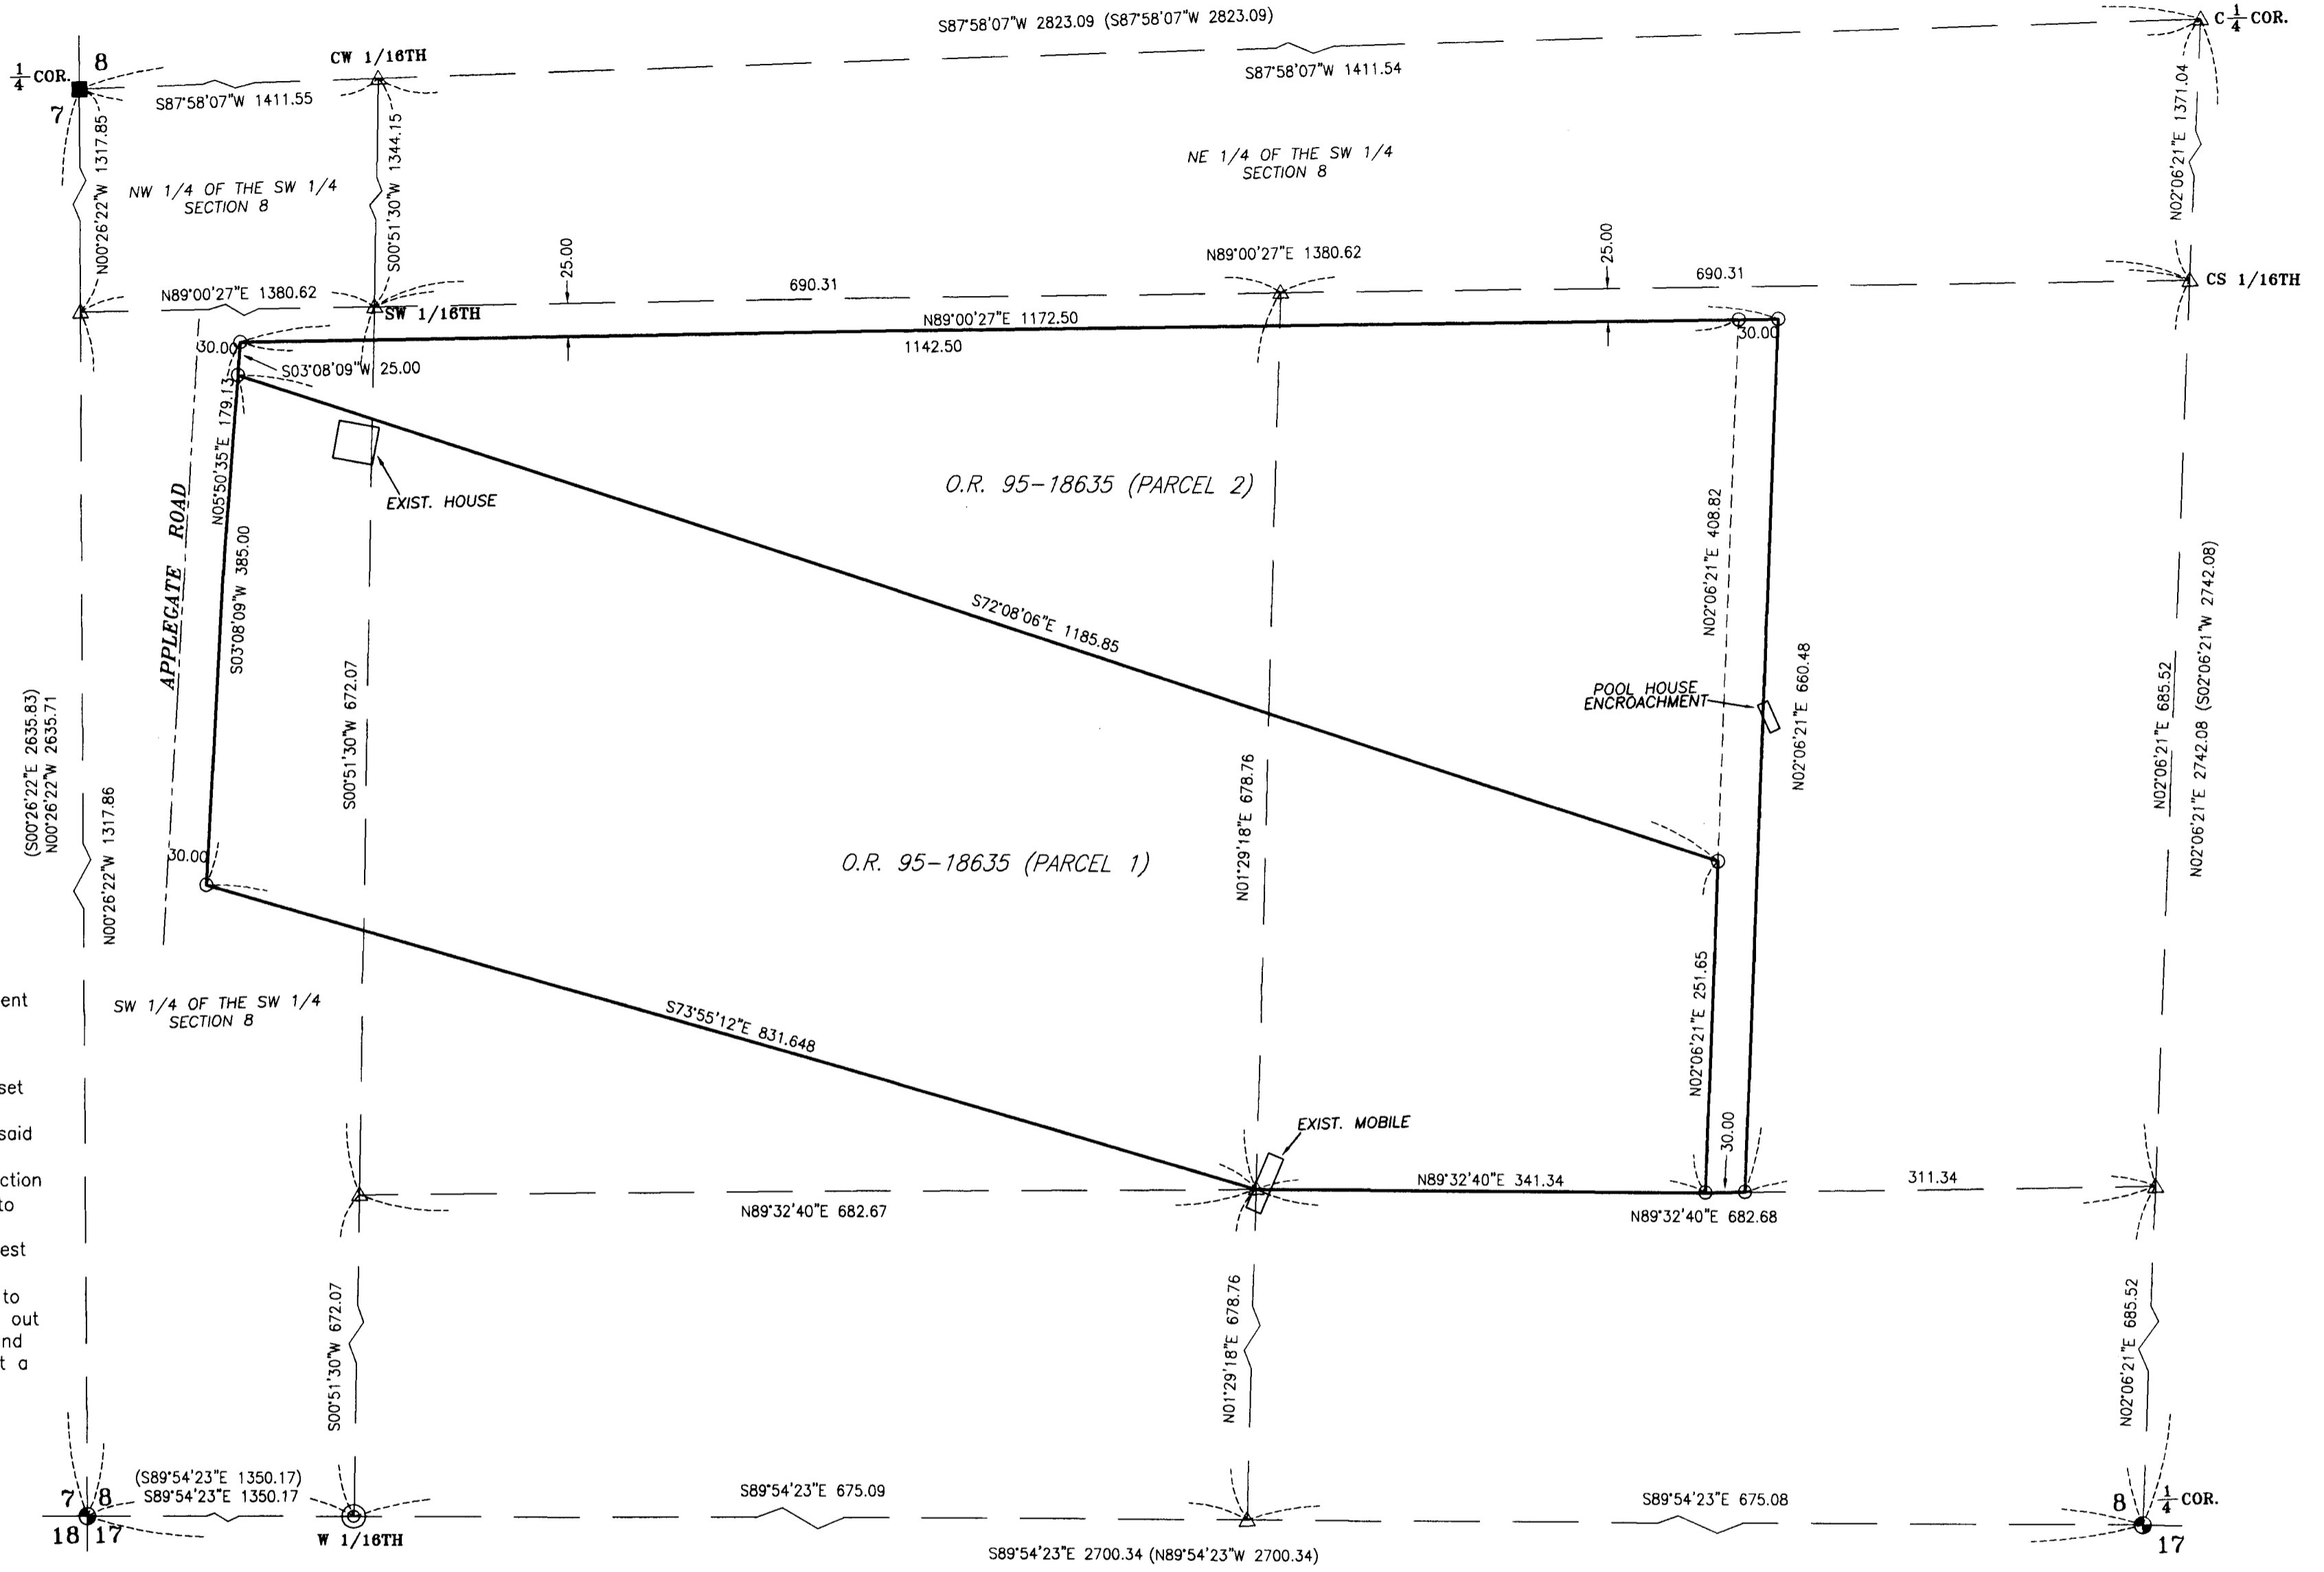 S87°58'07"W 2823.09 (S87°58'07"W 2823.09)
C 1/4 COR.
1/4 COR.
8
7
CW 1/16TH
S87°58'07"W 1411.55
S87°58'07"W 1411.54
N00°26'22"W 1317.85
S00°51'30"W 1344.15
N02°06'21"E 1371.04
NW 1/4 OF THE SW 1/4
SECTION 8
NE 1/4 OF THE SW 1/4
SECTION 8
N89°00'27"E 1380.62
SW 1/16TH
25.00
690.31
N89°00'27"E 1380.62
25.00
690.31
CS 1/16TH
N89°00'27"E 1172.50
1142.50
30.00
30.00
S03°08'09"W 25.00
N05°50'35"E 179.13
S03°08'09"W 385.00
APPLEGATE ROAD
EXIST. HOUSE
O.R. 95-18635 (PARCEL 2)
N02°06'21"E 408.82
S72°08'06"E 1185.85
POOL HOUSE
ENCROACHMENT
N02°06'21"E 660.48
N02°06'21"E 685.52
N02°06'21"E 2742.08 (S02°06'21"W 2742.08)
(S00°26'22"E 2635.83)
N00°26'22"W 2635.71
N00°26'22"W 1317.86
S00°51'30"W 672.07
N01°29'18"E 678.76
30.00
O.R. 95-18635 (PARCEL 1)
N02°06'21"E 251.65
ent
SW 1/4 OF THE SW 1/4
SECTION 8
S73°55'12"E 831.648
set
said
ction
to
est
to
out
nd
t a
EXIST. MOBILE
30.00
N89°32'40"E 341.34
311.34
N89°32'40"E 682.67
N89°32'40"E 682.68
S00°51'30"W 672.07
N01°29'18"E 678.76
N02°06'21"E 685.52
(S89°54'23"E 1350.17)
S89°54'23"E 1350.17
S89°54'23"E 675.09
S89°54'23"E 675.08
7 8
18 17
W 1/16TH
8 1/4 COR.
17
S89°54'23"E 2700.34 (N89°54'23"W 2700.34)